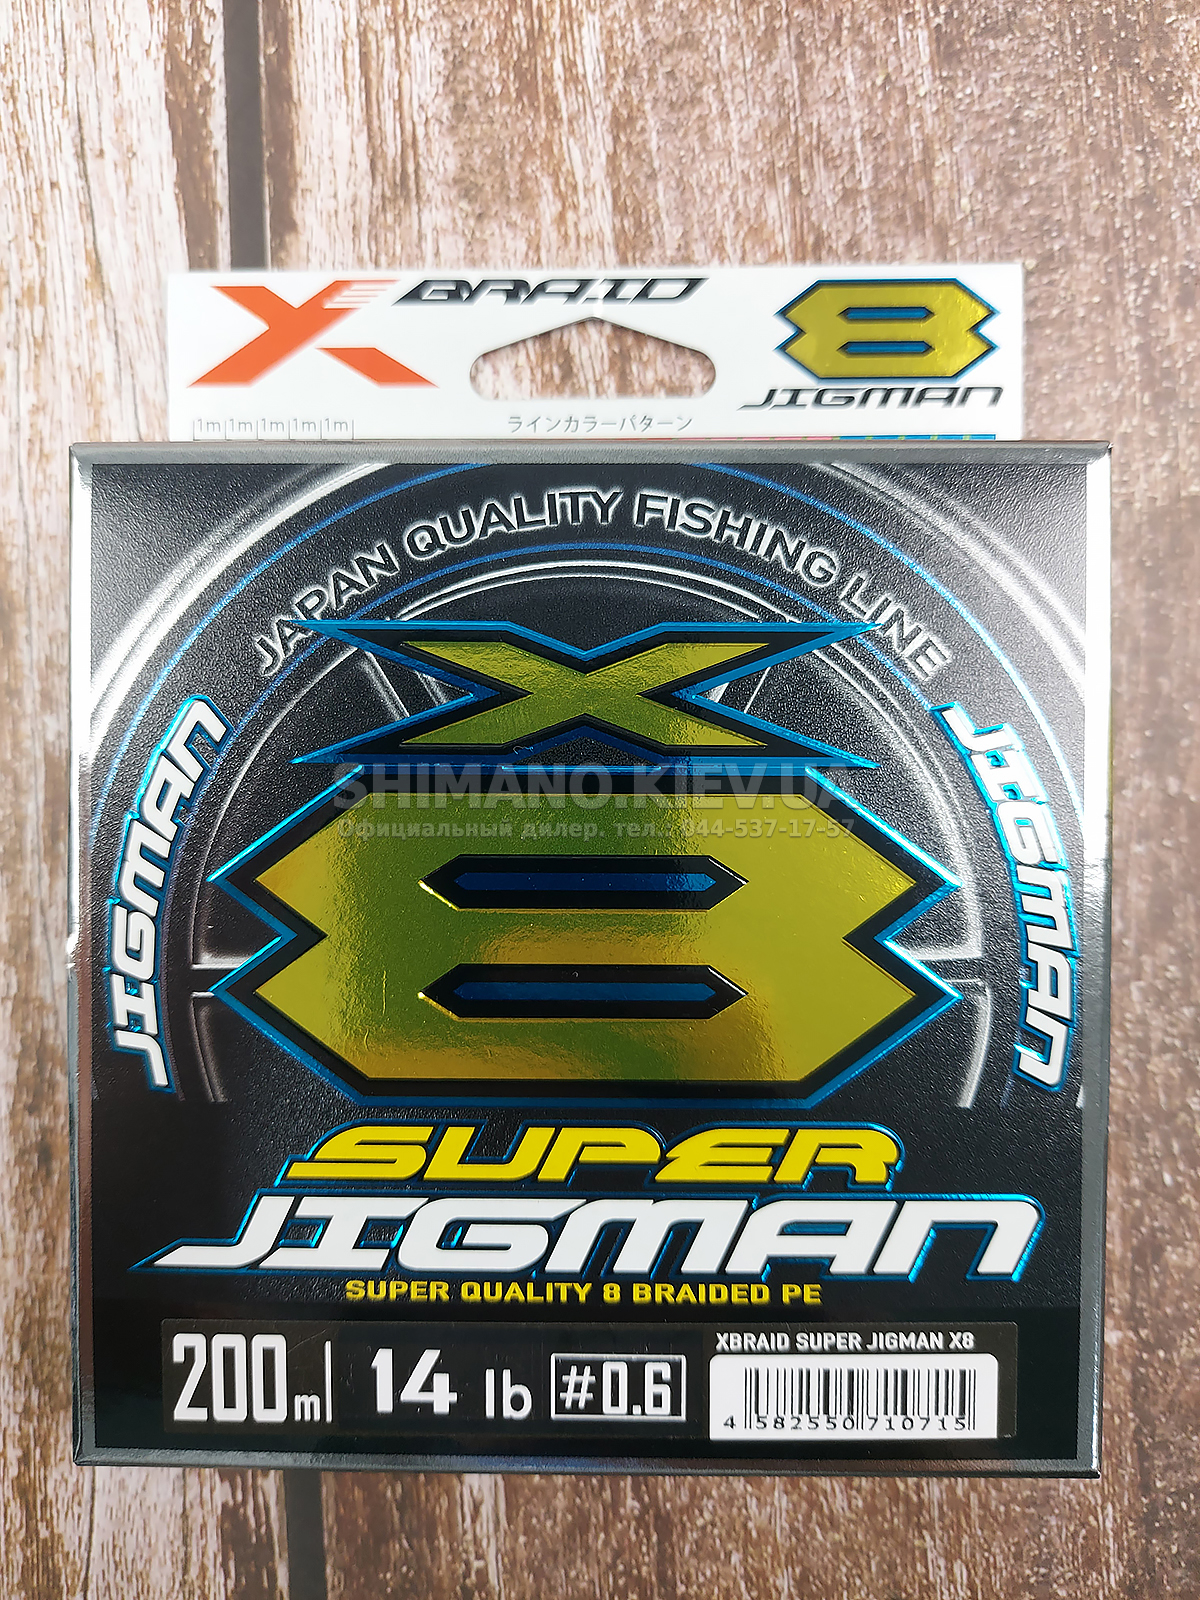 X BRAID
8
JIGMAN
1m 1m 1m 1m 1m
ラインカラーパターン
JAPAN QUALITY FISHING LINE
JIGMAN
JIGMAN
X
8
SHIMANO.KIEV.UA
Официальный дилер. тел.: 044-537-17-57
SUPER
JIGMAN
SUPER QUALITY 8 BRAIDED PE
200m 14 lb #0.6
XBRAID SUPER JIGMAN X8
4 582550 710715